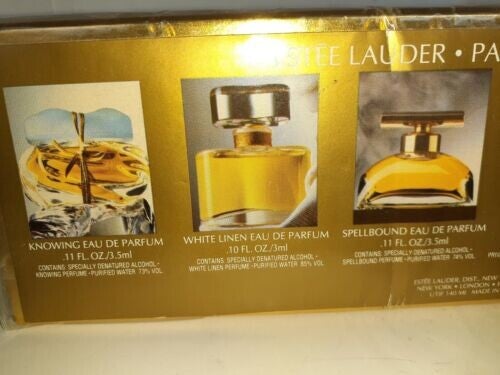 ESTÉE LAUDER • PA
KNOWING EAU DE PARFUM
.11 FL. OZ./3.5ml
CONTAINS: SPECIALLY DENATURED ALCOHOL •
KNOWING PERFUME • PURIFIED WATER 73% VOL.
WHITE LINEN EAU DE PARFUM
.10 FL. OZ./3ml
CONTAINS: SPECIALLY DENATURED ALCOHOL •
WHITE LINEN PERFUME • PURIFIED WATER 85% VOL.
SPELLBOUND EAU DE PARFUM
.11 FL. OZ./3.5ml
CONTAINS: SPECIALLY DENATURED ALCOHOL •
SPELLBOUND PERFUME • PURIFIED WATER 74% VOL.
ESTÉE LAUDER, DIST. NEW
NEW YORK • LONDON •
MADE IN